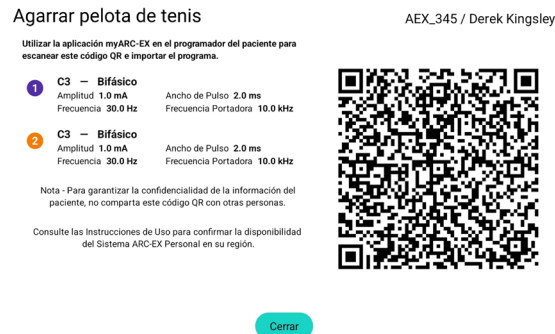 Agarrar pelota de tenis
AEX_345 / Derek Kingsley
Utilizar la aplicación myARC-EX en el programador del paciente para
escanear este código QR e importar el programa.
1
C3 — Bifásico
Amplitud 1.0 mA Ancho de Pulso 2.0 ms
Frecuencia 30.0 Hz Frecuencia Portadora 10.0 kHz
2
C3 — Bifásico
Amplitud 1.0 mA Ancho de Pulso 2.0 ms
Frecuencia 30.0 Hz Frecuencia Portadora 10.0 kHz
Nota - Para garantizar la confidencialidad de la información del
paciente, no comparta este código QR con otras personas.
Consulte las Instrucciones de Uso para confirmar la disponibilidad
del Sistema ARC-EX Personal en su región.
Cerrar